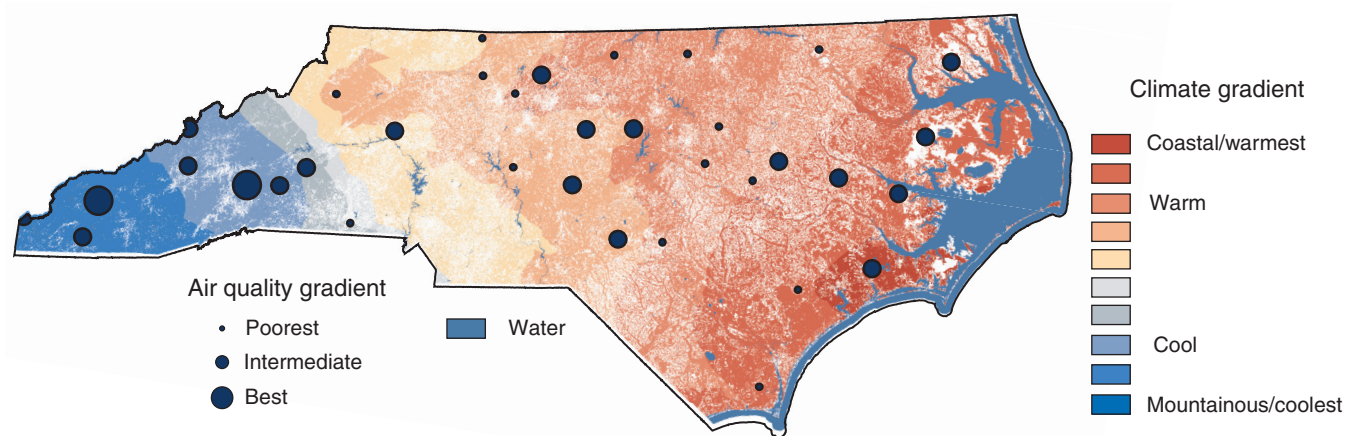 Climate gradient
Coastal/warmest
Warm
Cool
Mountainous/coolest
Air quality gradient
Poorest
Intermediate
Best
Water